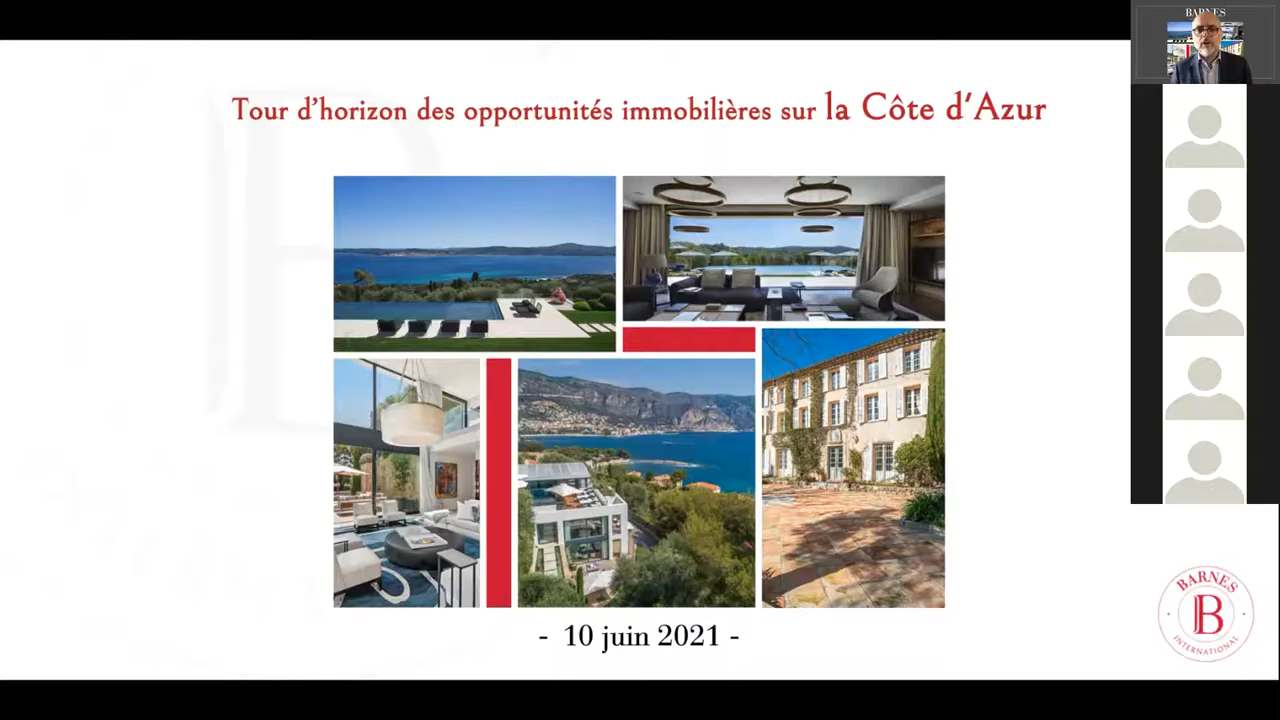 BARNES
Tour d'horizon des opportunités immobilières sur la Côte d'Azur
- 10 juin 2021 -
BARNES
B
INTERNATIONAL